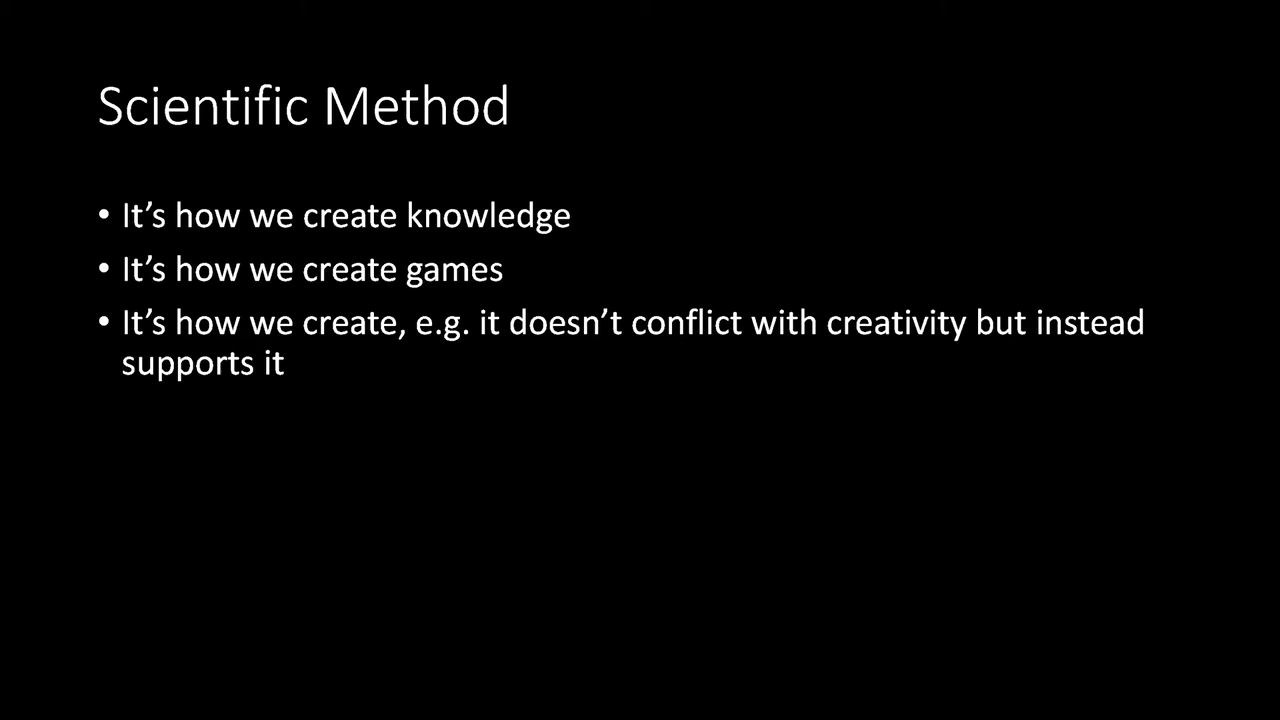 Scientific Method
• It’s how we create knowledge
• It’s how we create games
• It’s how we create, e.g. it doesn’t conflict with creativity but instead
supports it